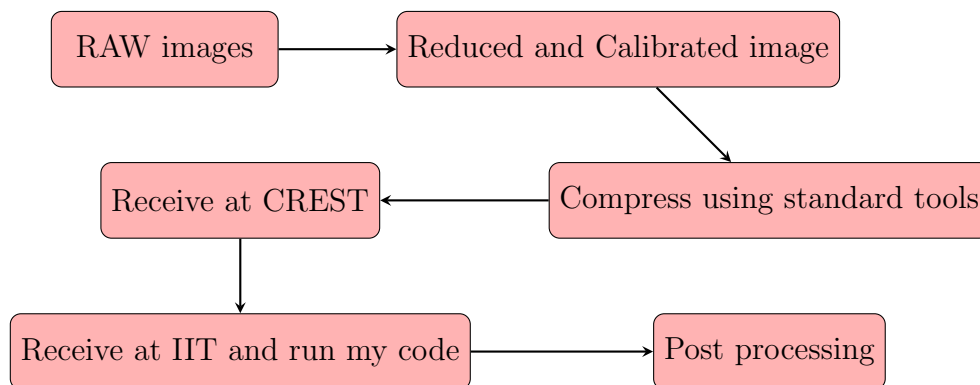 RAW images
Reduced and Calibrated image
Compress using standard tools
Receive at CREST
Receive at IIT and run my code
Post processing